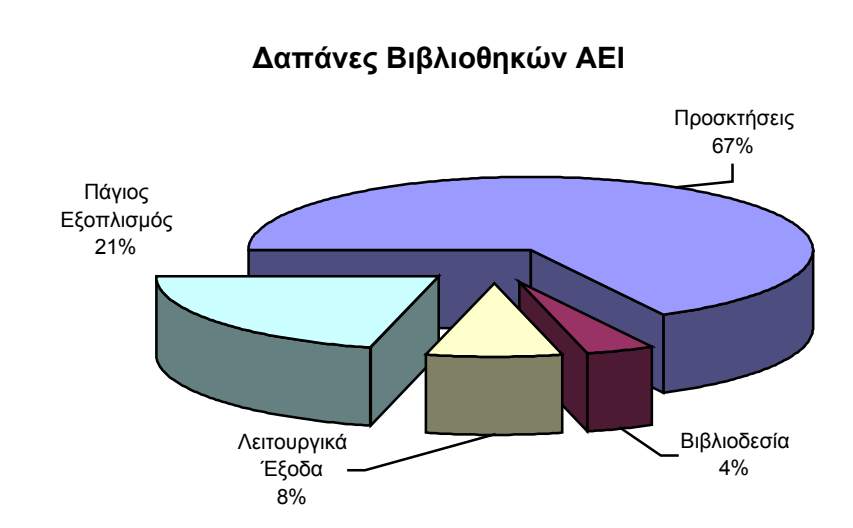 Δαπάνες Βιβλιοθηκών ΑΕΙ
Προσκτήσεις
67%
Πάγιος
Εξοπλισμός
21%
Λειτουργικά
Έξοδα
8%
Βιβλιοδεσία
4%